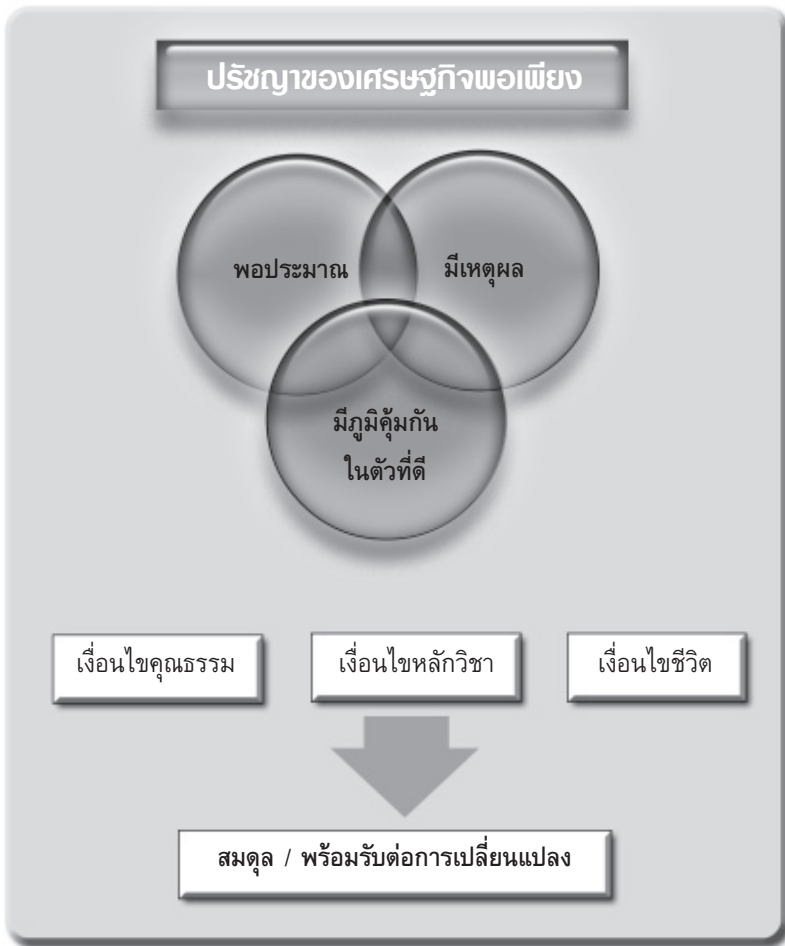 ปรัชญาของเศรษฐกิจพอเพียง
พอประมาณ
มีเหตุผล
มีภูมิคุ้มกัน
ในตัวที่ดี
เงื่อนไขคุณธรรม
เงื่อนไขหลักวิชา
เงื่อนไขชีวิต
สมดุล / พร้อมรับต่อการเปลี่ยนแปลง